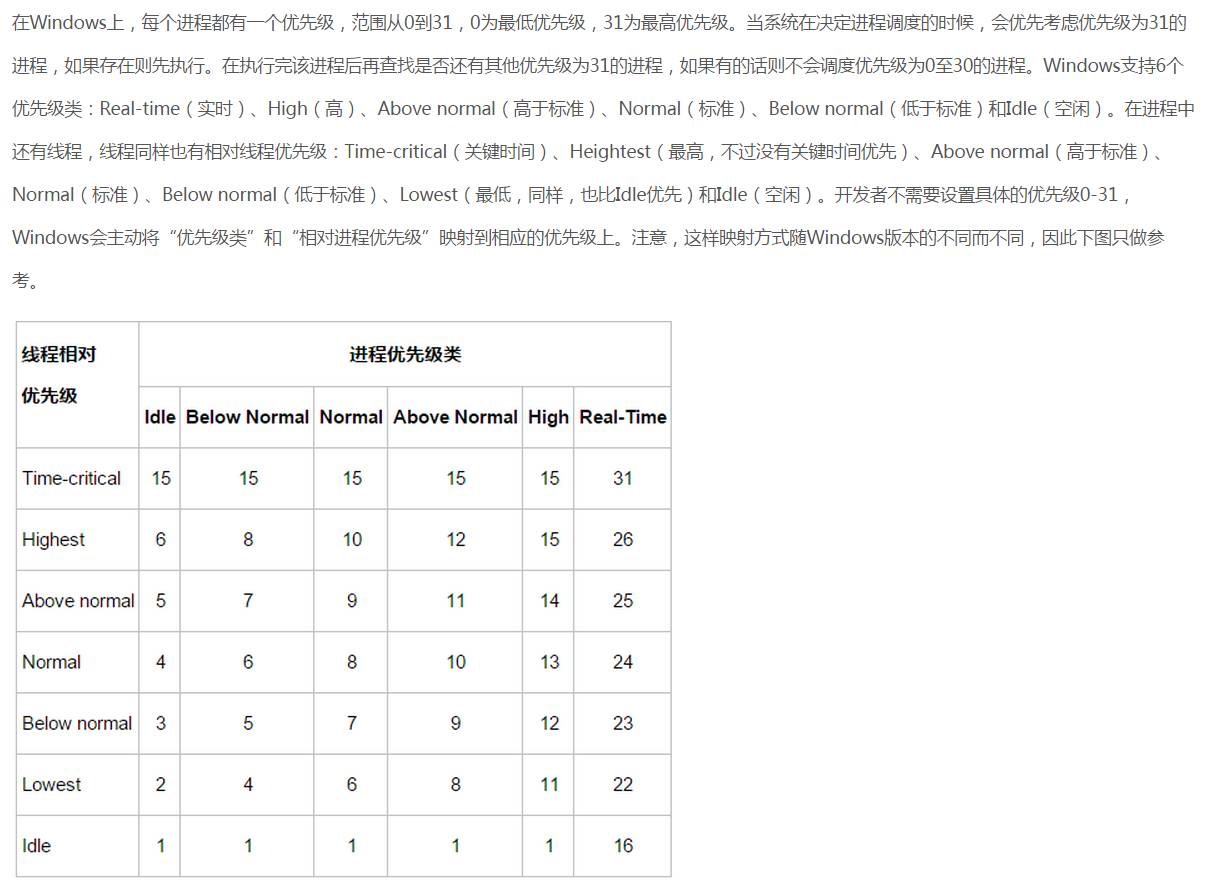 在Windows上，每个进程都有一个优先级，范围从0到31，0为最低优先级，31为最高优先级。当系统在决定进程调度的时候，会优先考虑优先级为31的
进程，如果存在则先执行。在执行完该进程后再查找是否还有其他优先级为31的进程，如果有的话则不会调度优先级为0至30的进程。Windows支持6个
优先级类：Real-time（实时）、High（高）、Above normal（高于标准）、Normal（标准）、Below normal（低于标准）和Idle（空闲）。在进程中
还有线程，线程同样也有相对线程优先级：Time-critical（关键时间）、Heightest（最高，不过没有关键时间优先）、Above normal（高于标准）、
Normal（标准）、Below normal（低于标准）、Lowest（最低，同样，也比Idle优先）和Idle（空闲）。开发者不需要设置具体的优先级0-31，
Windows会主动将“优先级类”和“相对进程优先级”映射到相应的优先级上。注意，这样映射方式随Windows版本的不同而不同，因此下图只做参
考。
线程相对 进程优先级类
优先级
Idle Below Normal Normal Above Normal High Real-Time
Time-critical 15 15 15 15 15 31
Highest 6 8 10 12 15 26
Above normal 5 7 9 11 14 25
Normal 4 6 8 10 13 24
Below normal 3 5 7 9 12 23
Lowest 2 4 6 8 11 22
Idle 1 1 1 1 1 16